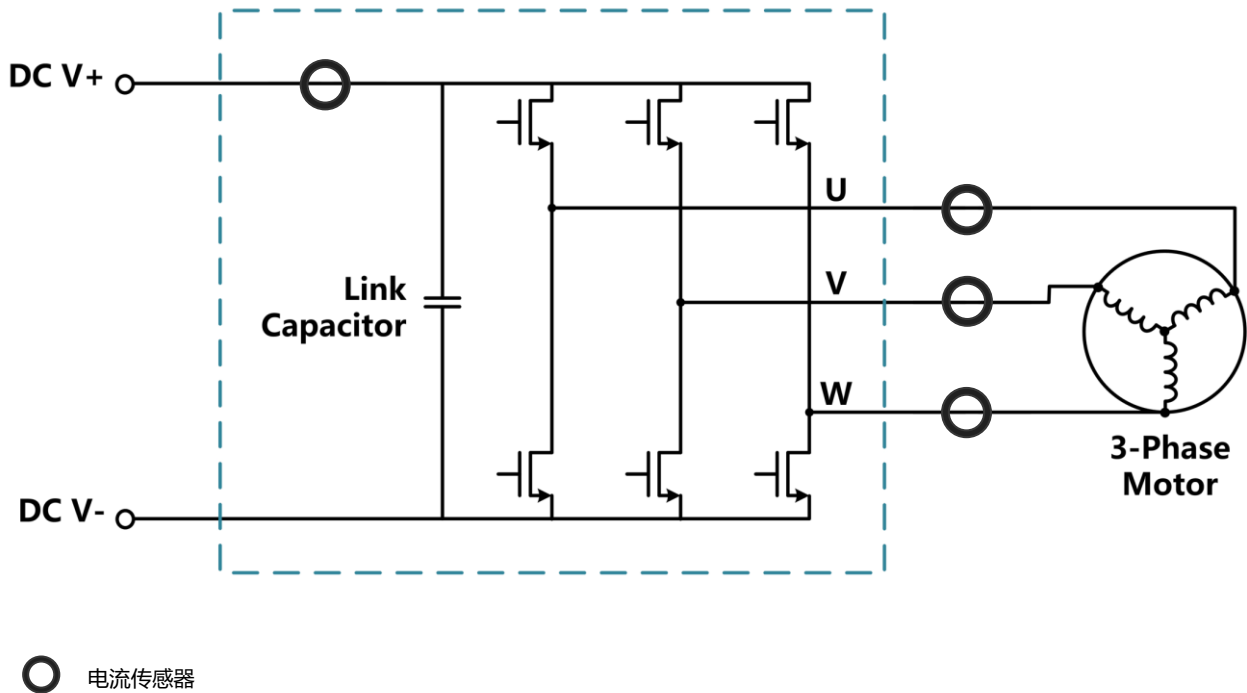 DC V+
U
V
Link
Capacitor
W
3-Phase
Motor
DC V-
电流传感器